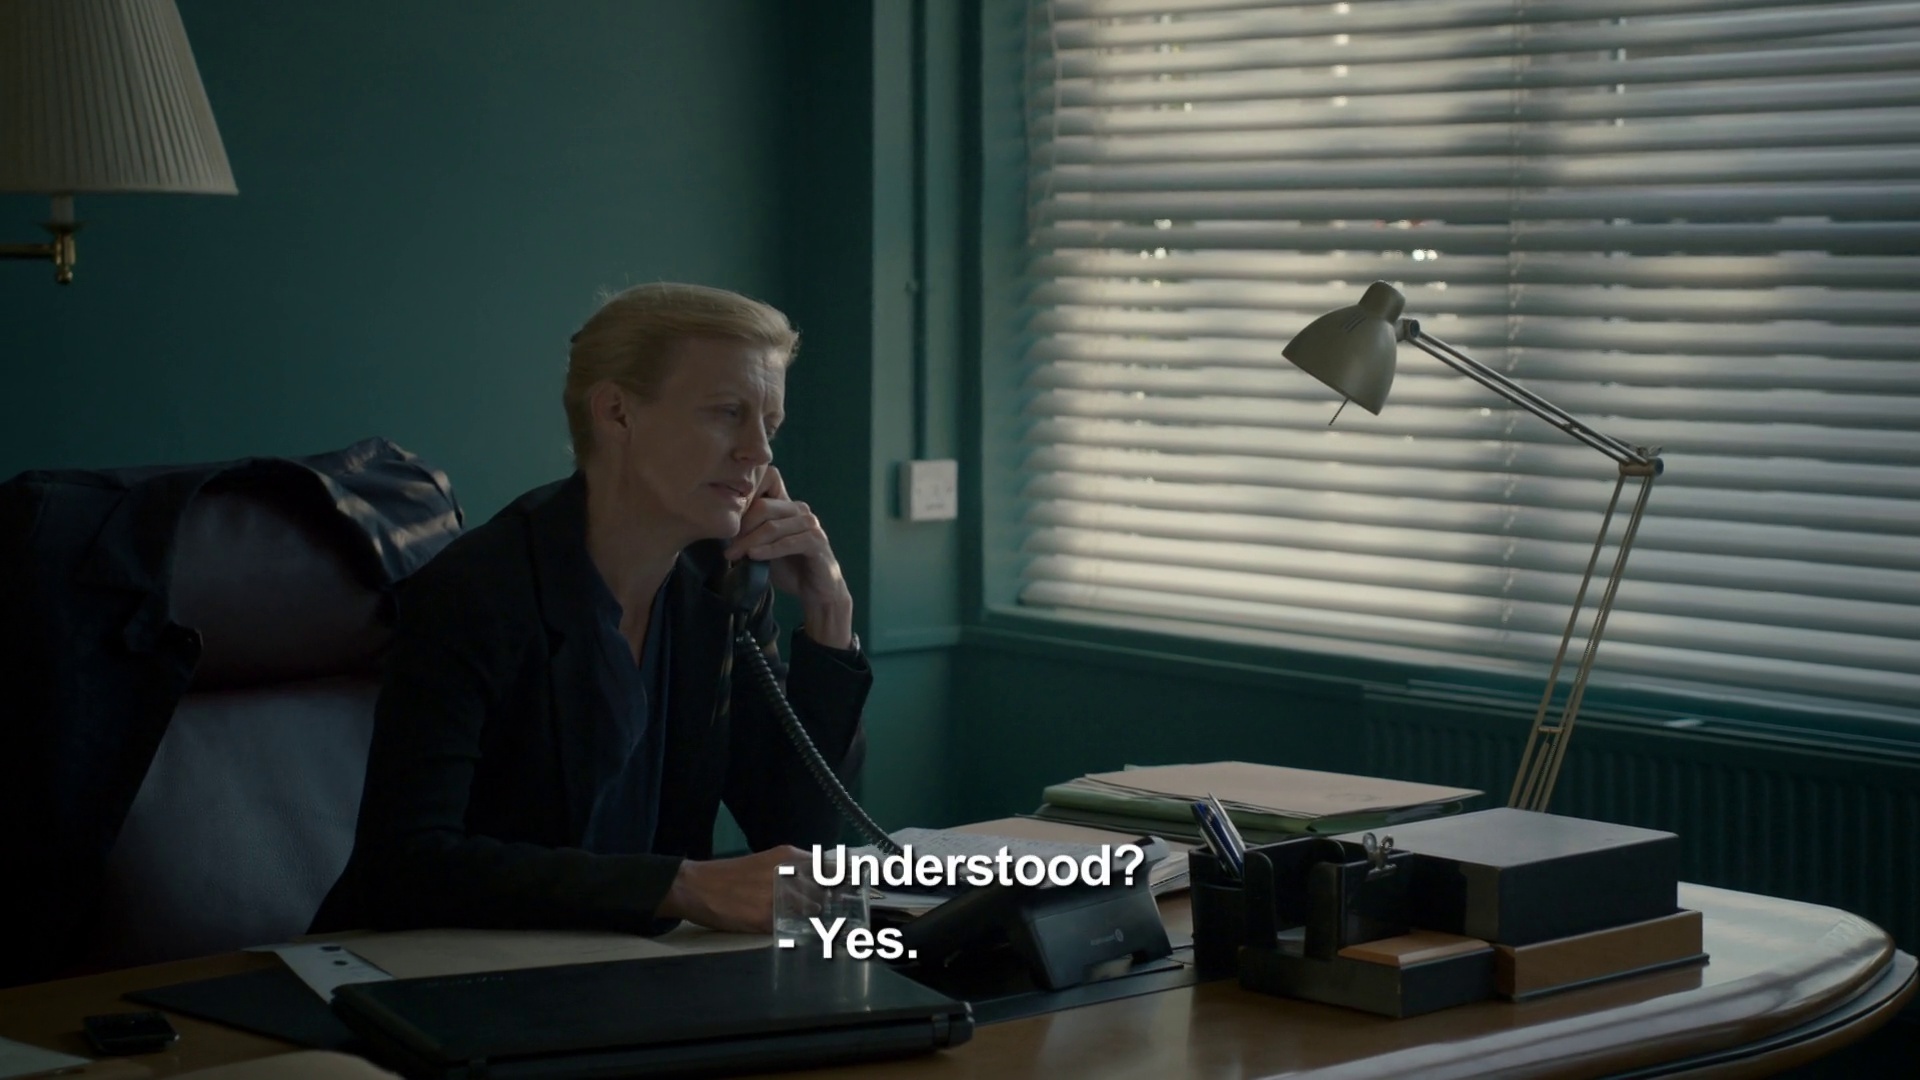 - Understood?
- Yes.